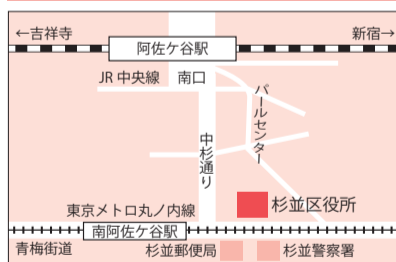 ←吉祥寺
新宿→
阿佐ケ谷駅
JR 中央線
南口
パールセンター
中杉通り
杉並区役所
東京メトロ丸ノ内線
南阿佐ケ谷駅
青梅街道
杉並郵便局
杉並警察署